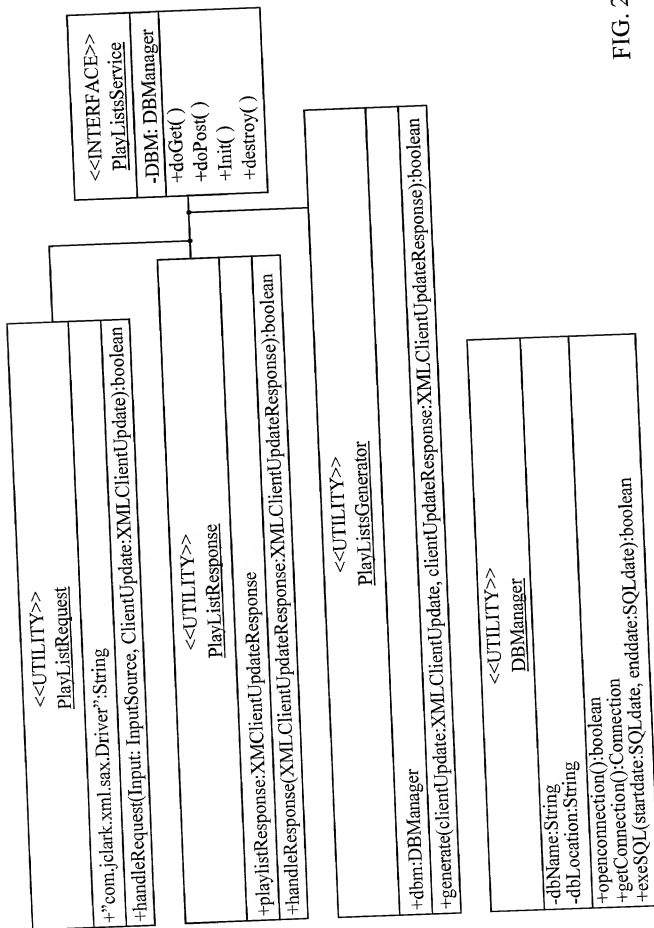 <<UTILITY>>
PlayListRequest
+”com.jclark.xml.sax.Driver”:String
+handleRequest(Input: InputSource, ClientUpdate:XMLClientUpdate):boolean
<<UTILITY>>
PlayListResponse
+playlistResponse:XMClientUpdateResponse
+handleResponse(XMLClientUpdateResponse:XMLClientUpdateResponse):boolean
<<UTILITY>>
PlayListsGenerator
+dbm:DBManager
+generate(clientUpdate:XMLClientUpdate, clientUpdateResponse:XMLClientUpdateResponse):boolean
<<UTILITY>>
DBManager
-dbName:String
-dbLocation:String
+openconnection():boolean
+getConnection():Connection
+exeSQL(startdate:SQLdate, enddate:SQLdate):boolean
<<INTERFACE>>
PlayListsService
-DBM: DBManager
+doGet( )
+doPost( )
+Init( )
+destroy( )
FIG. 2